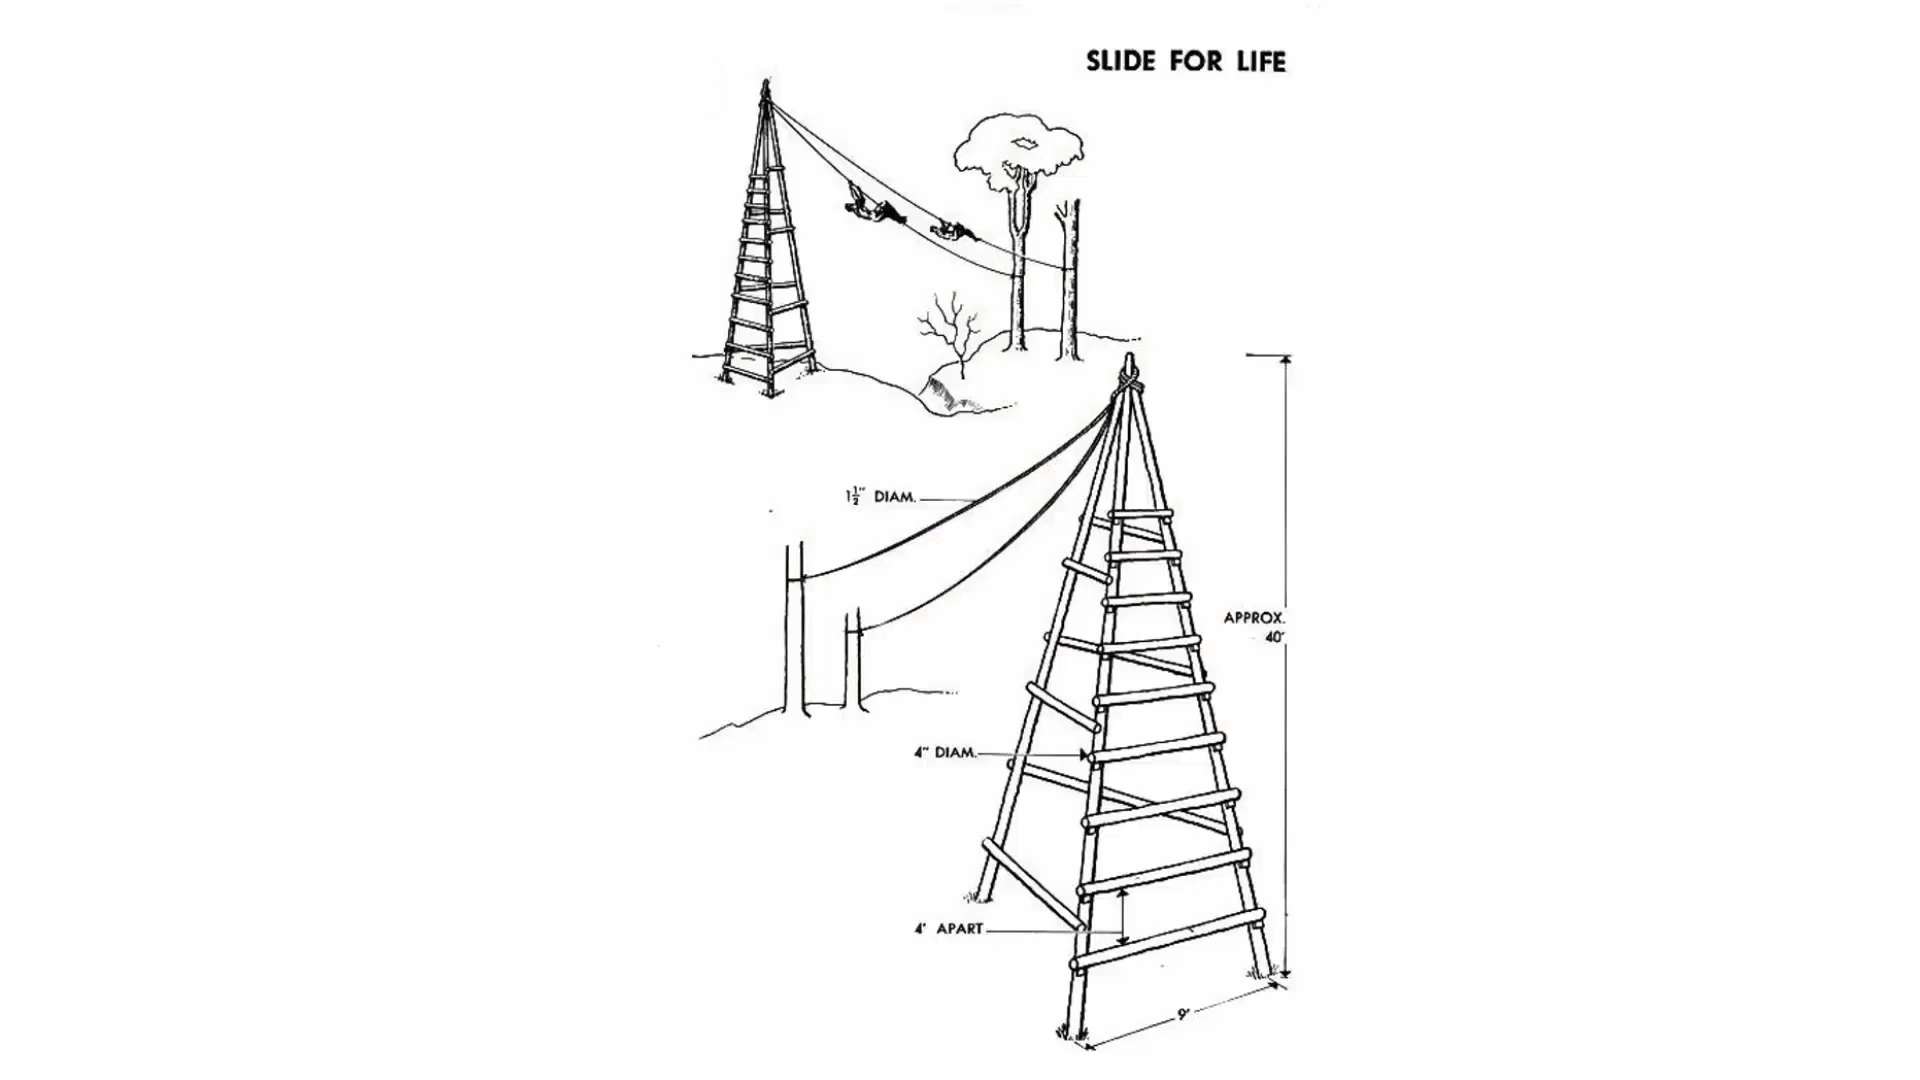 SLIDE FOR LIFE
1½" DIAM.
APPROX.
40'
4" DIAM.
4' APART
9'